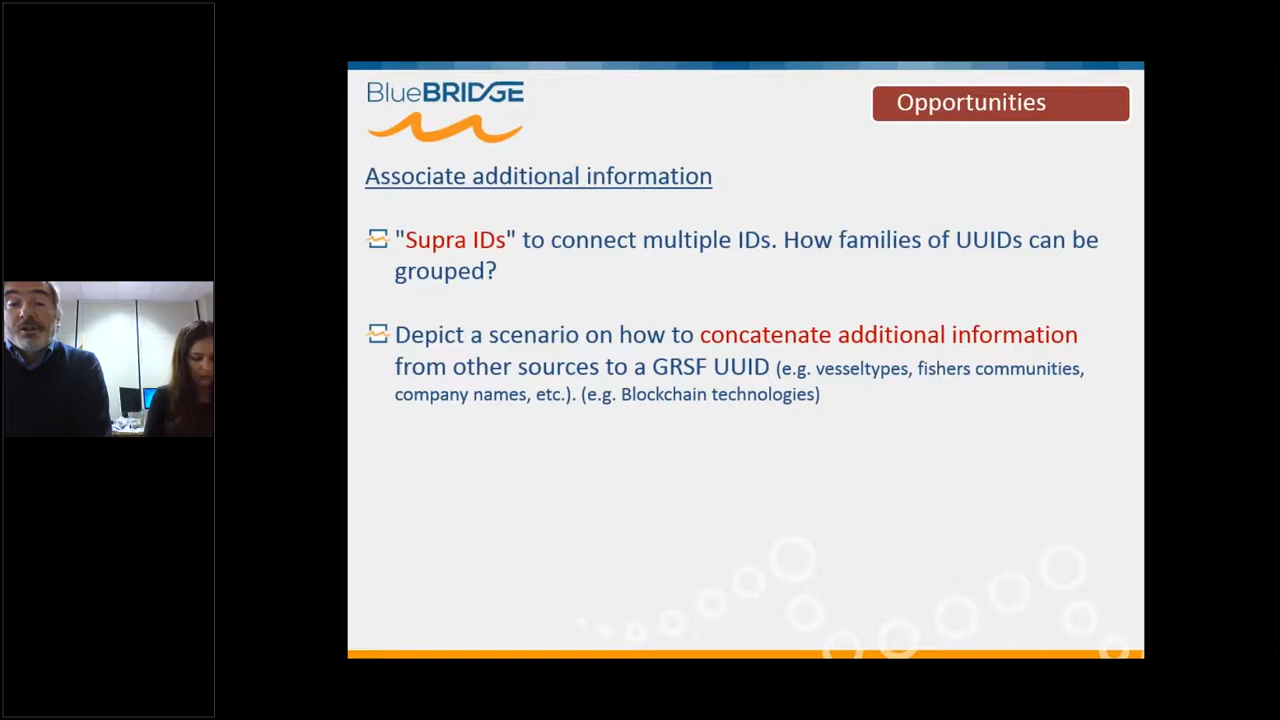 BlueBRIDGE
Opportunities
Associate additional information
"Supra IDs" to connect multiple IDs. How families of UUIDs can be
grouped?
Depict a scenario on how to concatenate additional information
from other sources to a GRSF UUID (e.g. vesseltypes, fishers communities,
company names, etc.). (e.g. Blockchain technologies)